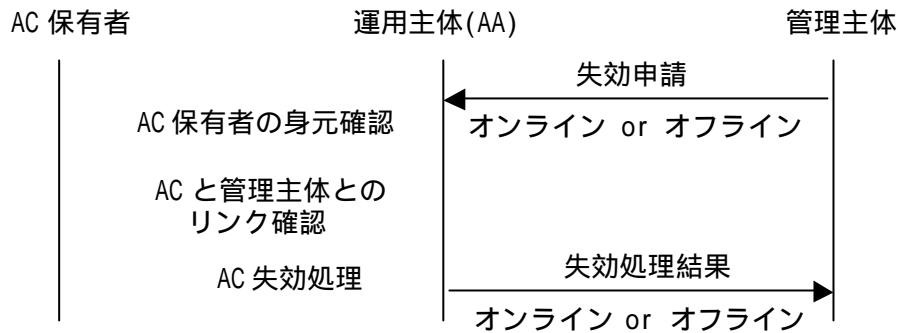 AC 保有者
運用主体(AA)
管理主体
失効申請
AC 保有者の身元確認
オンライン or オフライン
AC と管理主体との
リンク確認
AC 失効処理
失効処理結果
オンライン or オフライン